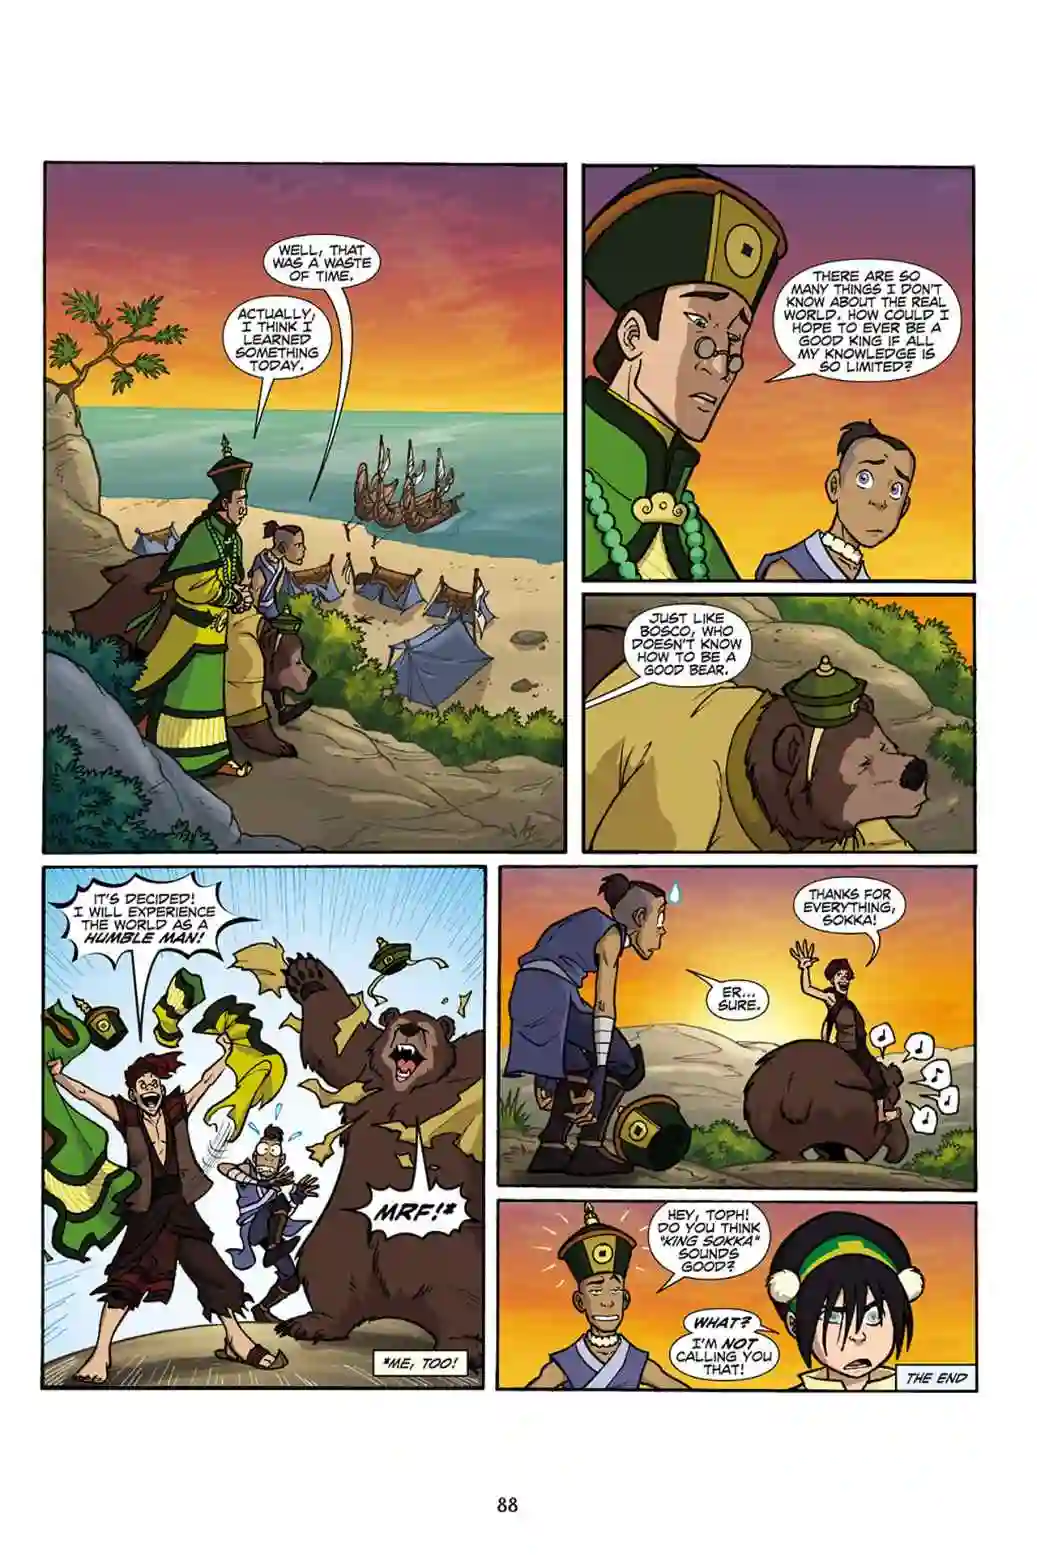 WELL, THAT
WAS A WASTE
OF TIME.
ACTUALLY,
I THINK I
LEARNED
SOMETHING
TODAY.
THERE ARE SO
MANY THINGS I DON'T
KNOW ABOUT THE REAL
WORLD. HOW COULD I
HOPE TO EVER BE A
GOOD KING IF ALL
MY KNOWLEDGE IS
SO LIMITED?
JUST LIKE
BOSCO, WHO
DOESN'T KNOW
HOW TO BE A
GOOD BEAR.
IT'S DECIDED!
I WILL EXPERIENCE
THE WORLD AS A
HUMBLE MAN!
MRF!*
*ME, TOO!
THANKS FOR
EVERYTHING,
SOKKA!
ER...
SURE.
HEY, TOPH!
DO YOU THINK
"KING SOKKA"
SOUNDS
GOOD?
WHAT?
I'M NOT
CALLING YOU
THAT!
THE END
88